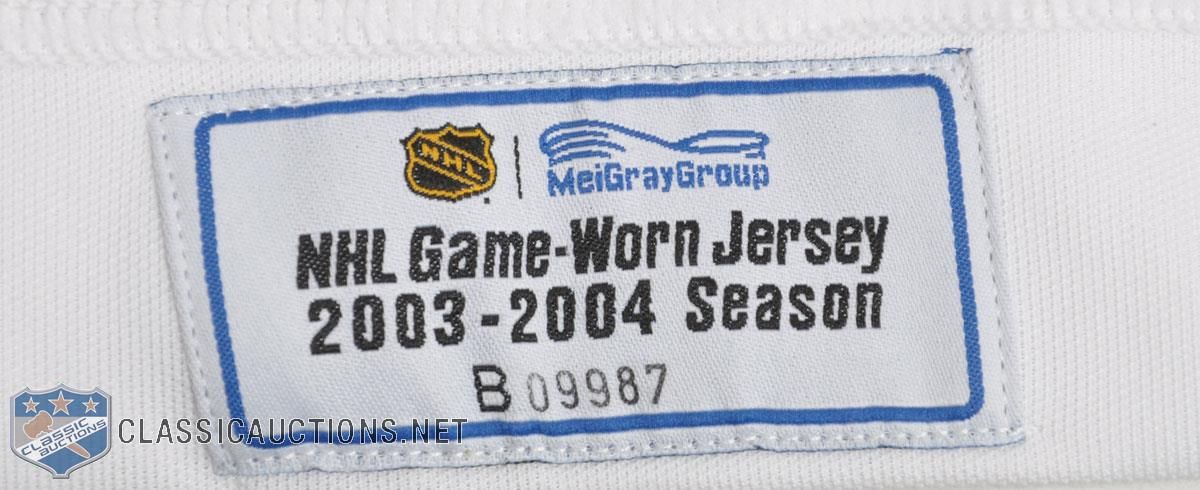 NHL
MeiGrayGroup
NHL Game-Worn Jersey
2003-2004 Season
B 09987
CLASSIC
AUCTIONS
CLASSICAUCTIONS.NET